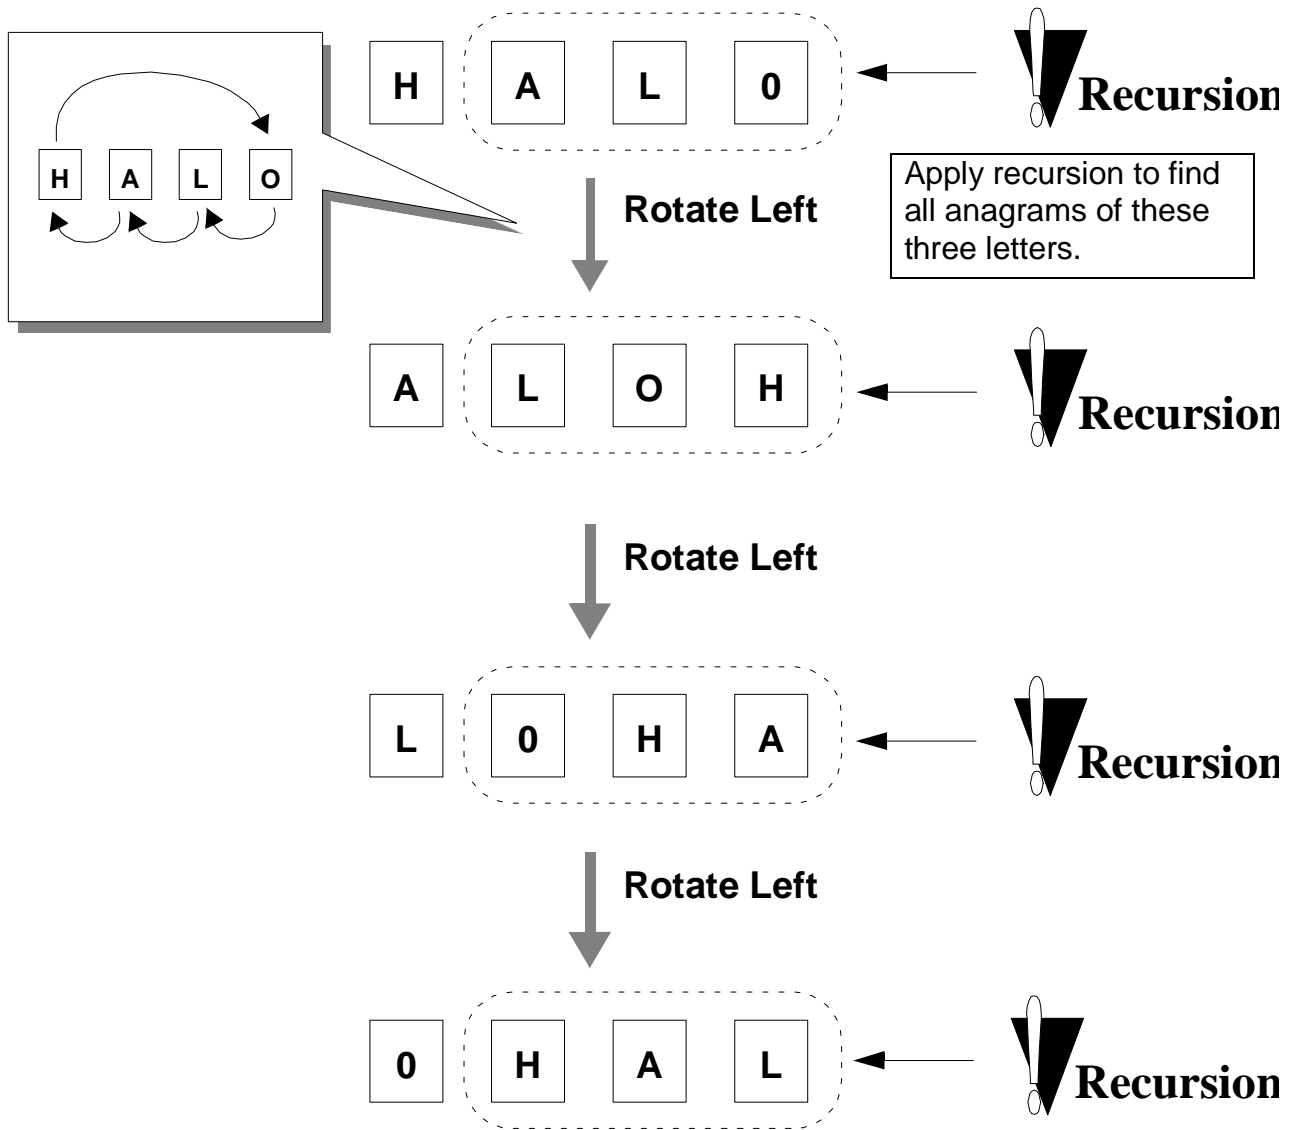 H A L 0
Recursion
H A L O
Rotate Left
Apply recursion to find
all anagrams of these
three letters.
A L O H
Recursion
Rotate Left
L 0 H A
Recursion
Rotate Left
0 H A L
Recursion